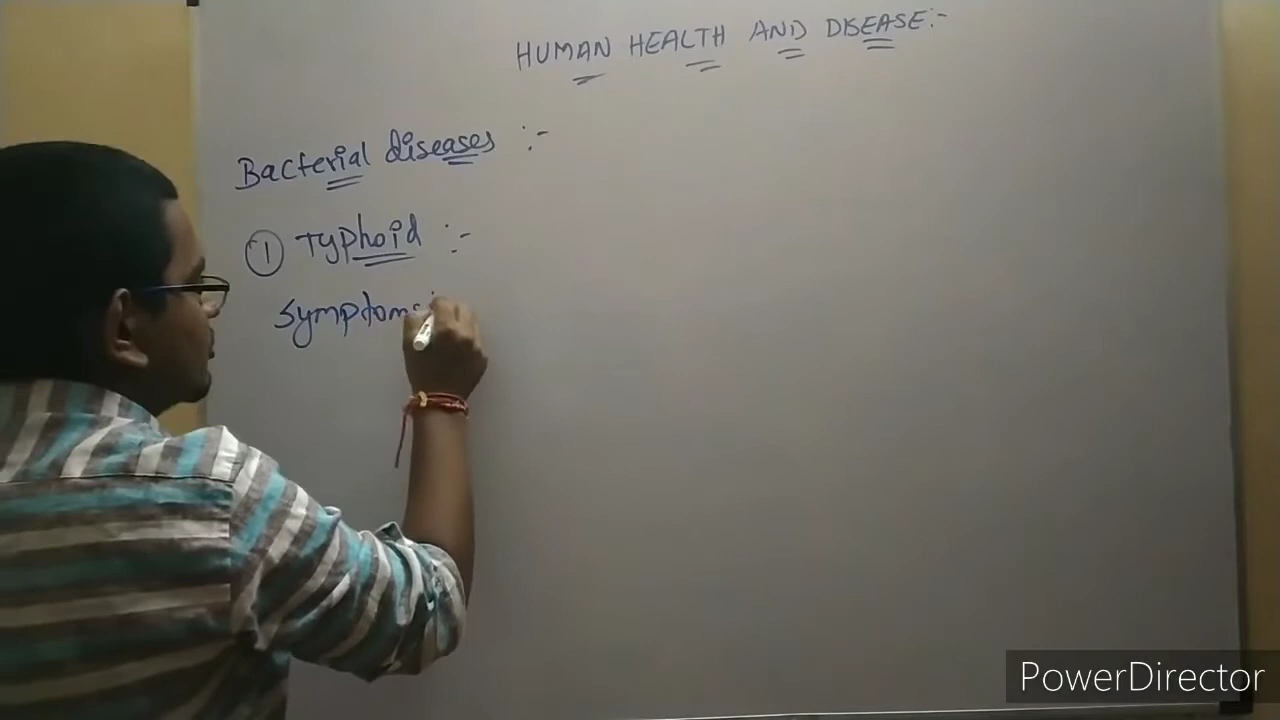 HUMAN HEALTH AND DISEASE:-
Bacterial diseases :-
① Typhoid :-
Symptoms:
PowerDirector